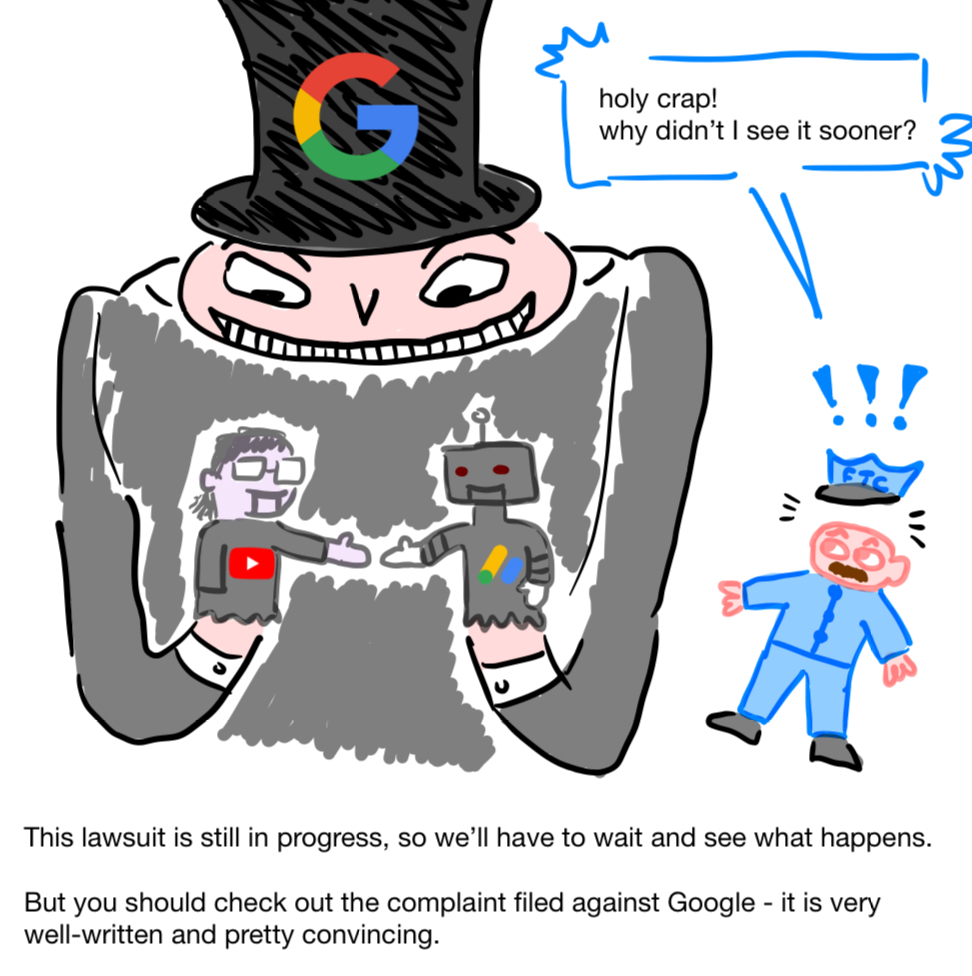 G
holy crap!
why didn't I see it sooner?
!!!
FTC
This lawsuit is still in progress, so we'll have to wait and see what happens.
But you should check out the complaint filed against Google - it is very
well-written and pretty convincing.